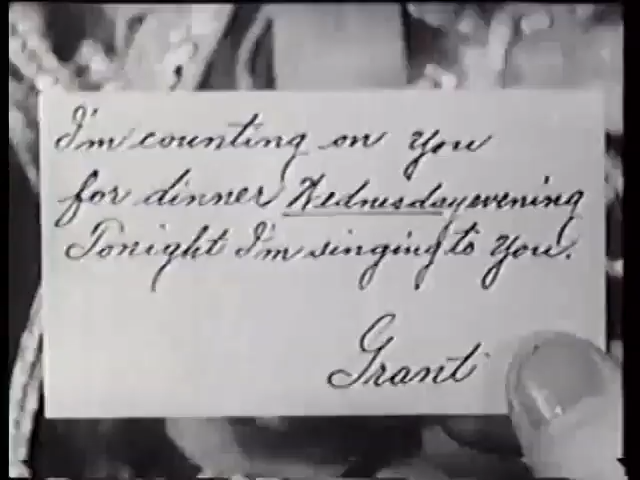 I'm counting on you
for dinner Wednesday evening
Tonight I'm singing to you.
Grant